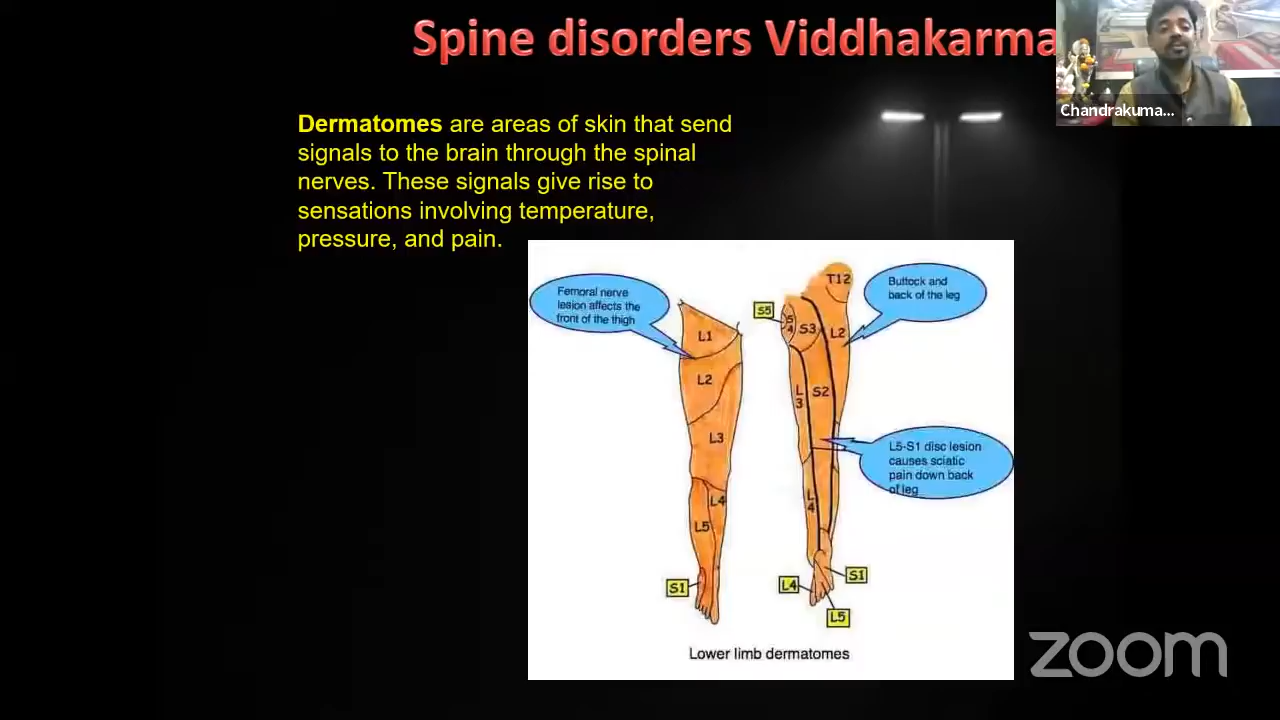 Spine disorders Viddhakarma
Chandrakuma...
Dermatomes are areas of skin that send
signals to the brain through the spinal
nerves. These signals give rise to
sensations involving temperature,
pressure, and pain.
Femoral nerve
lesion affects the
front of the thigh
L1
L2
L3
L4
L5
S1
T12
Buttock and
back of the leg
S5
S4
S3
L2
L3
S2
L5-S1 disc lesion
causes sciatic
pain down back
of leg
L4
S1
L4
L5
Lower limb dermatomes
zoom